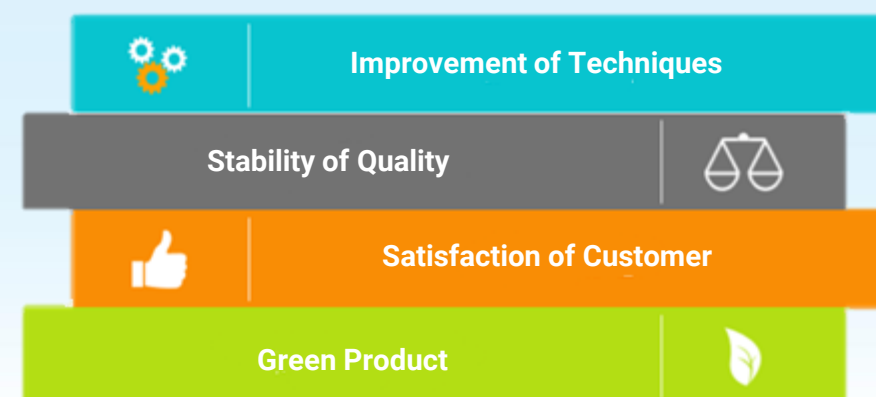 Improvement of Techniques
Stability of Quality
Satisfaction of Customer
Green Product